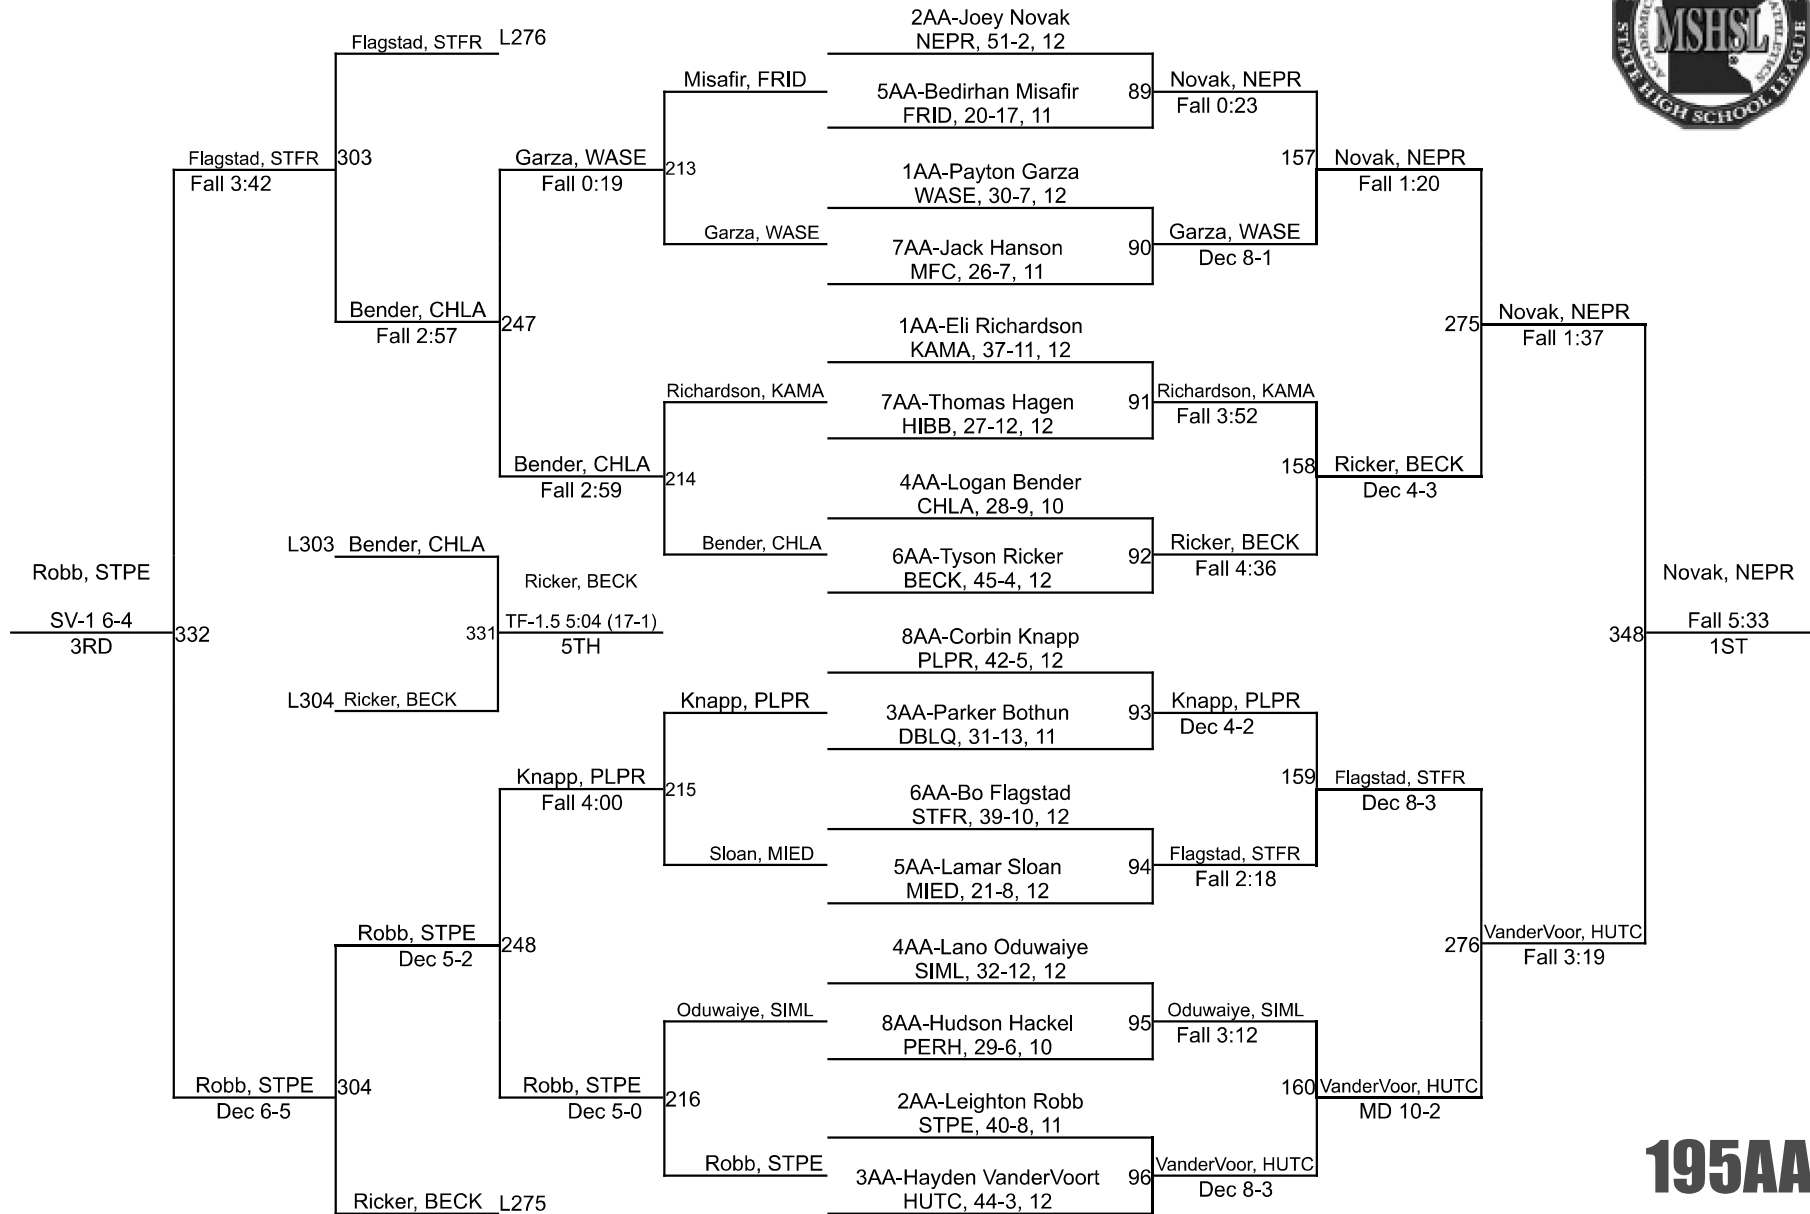 2AA-Joey Novak
NEPR, 51-2, 12
MSHSL
STATE HIGH SCHOOL LEAGUE
Flagstad, STFR L276
Misafir, FRID
5AA-Bedirhan Misafir
FRID, 20-17, 11
89
Novak, NEPR
Fall 0:23
Flagstad, STFR
Fall 3:42
303
Garza, WASE
Fall 0:19
213
1AA-Payton Garza
WASE, 30-7, 12
157
Novak, NEPR
Fall 1:20
Garza, WASE
7AA-Jack Hanson
MFC, 26-7, 11
90
Garza, WASE
Dec 8-1
Bender, CHLA
Fall 2:57
247
1AA-Eli Richardson
KAMA, 37-11, 12
275
Novak, NEPR
Fall 1:37
Richardson, KAMA
7AA-Thomas Hagen
HIBB, 27-12, 12
91
Richardson, KAMA
Fall 3:52
Bender, CHLA
Fall 2:59
214
4AA-Logan Bender
CHLA, 28-9, 10
158
Ricker, BECK
Dec 4-3
L303 Bender, CHLA
Bender, CHLA
6AA-Tyson Ricker
BECK, 45-4, 12
92
Ricker, BECK
Fall 4:36
Robb, STPE
SV-1 6-4
3RD
332
Ricker, BECK
331
TF-1.5 5:04 (17-1)
5TH
8AA-Corbin Knapp
PLPR, 42-5, 12
348
Novak, NEPR
Fall 5:33
1ST
L304 Ricker, BECK
Knapp, PLPR
3AA-Parker Bothun
DBLQ, 31-13, 11
93
Knapp, PLPR
Dec 4-2
Knapp, PLPR
Fall 4:00
215
6AA-Bo Flagstad
STFR, 39-10, 12
159
Flagstad, STFR
Dec 8-3
Sloan, MIED
5AA-Lamar Sloan
MIED, 21-8, 12
94
Flagstad, STFR
Fall 2:18
Robb, STPE
Dec 5-2
248
4AA-Lano Oduwaiye
SIML, 32-12, 12
276
VanderVoor, HUTC
Fall 3:19
Oduwaiye, SIML
8AA-Hudson Hackel
PERH, 29-6, 10
95
Oduwaiye, SIML
Fall 3:12
Robb, STPE
Dec 6-5
304
Robb, STPE
Dec 5-0
216
2AA-Leighton Robb
STPE, 40-8, 11
160
VanderVoor, HUTC
MD 10-2
Robb, STPE
3AA-Hayden VanderVoort
HUTC, 44-3, 12
96
VanderVoor, HUTC
Dec 8-3
Ricker, BECK L275
195AA